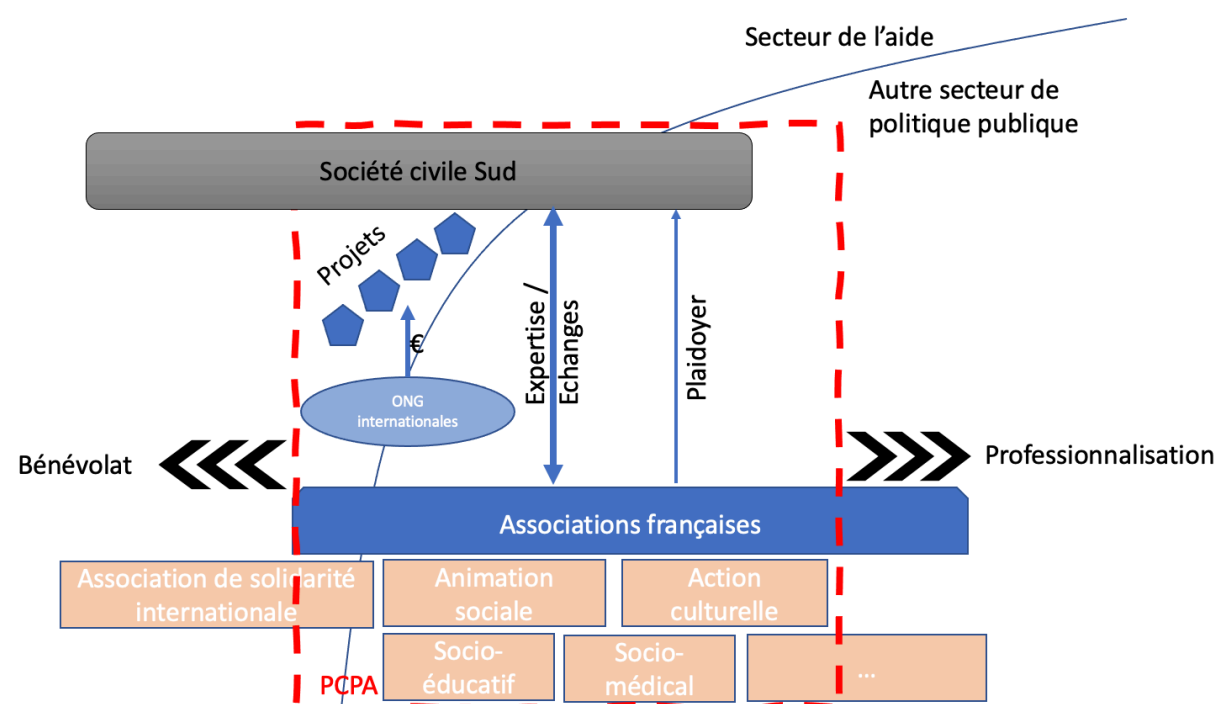 Secteur de l’aide
Autre secteur de
politique publique
Société civile Sud
Projets
€
Expertise /
Echanges
Plaidoyer
ONG
internationales
Bénévolat
Professionnalisation
Associations françaises
Association de solidarité
internationale
Animation
sociale
Action
culturelle
Socio-
éducatif
Socio-
médical
...
PCPA